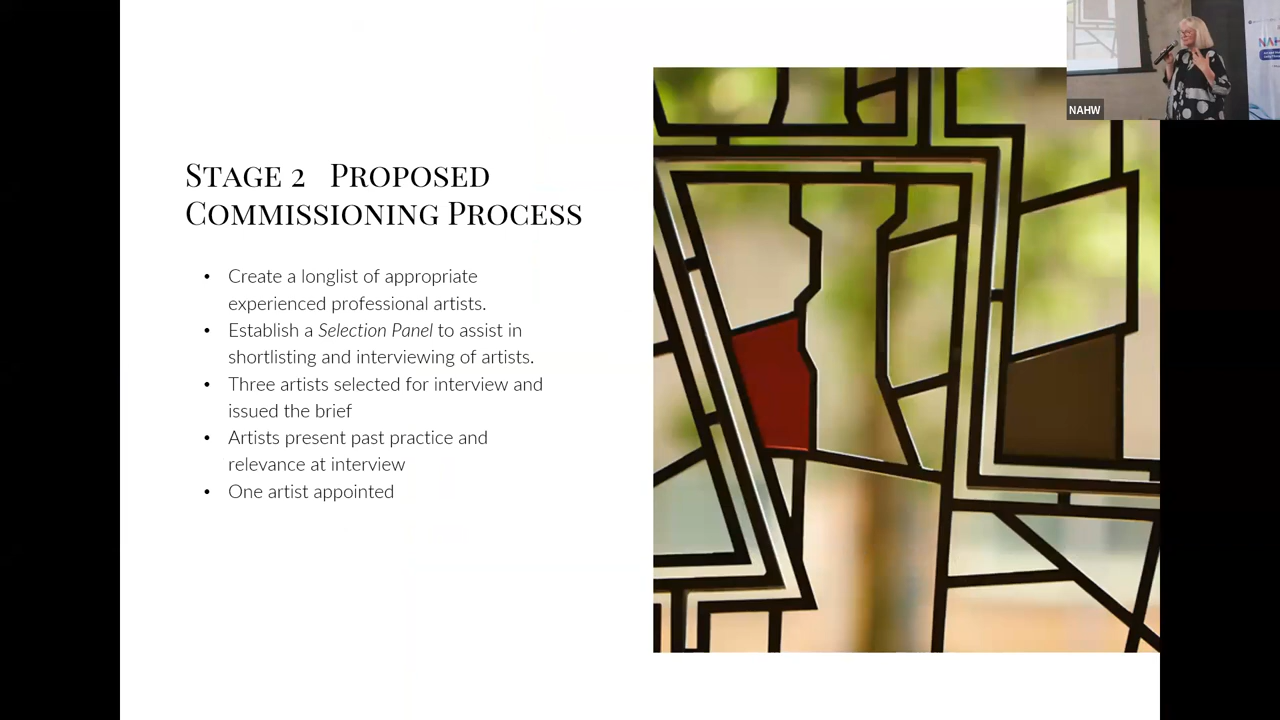 Stage 2 Proposed
Commissioning Process
• Create a longlist of appropriate
experienced professional artists.
• Establish a Selection Panel to assist in
shortlisting and interviewing of artists.
• Three artists selected for interview and
issued the brief
• Artists present past practice and
relevance at interview
• One artist appointed
NAHW